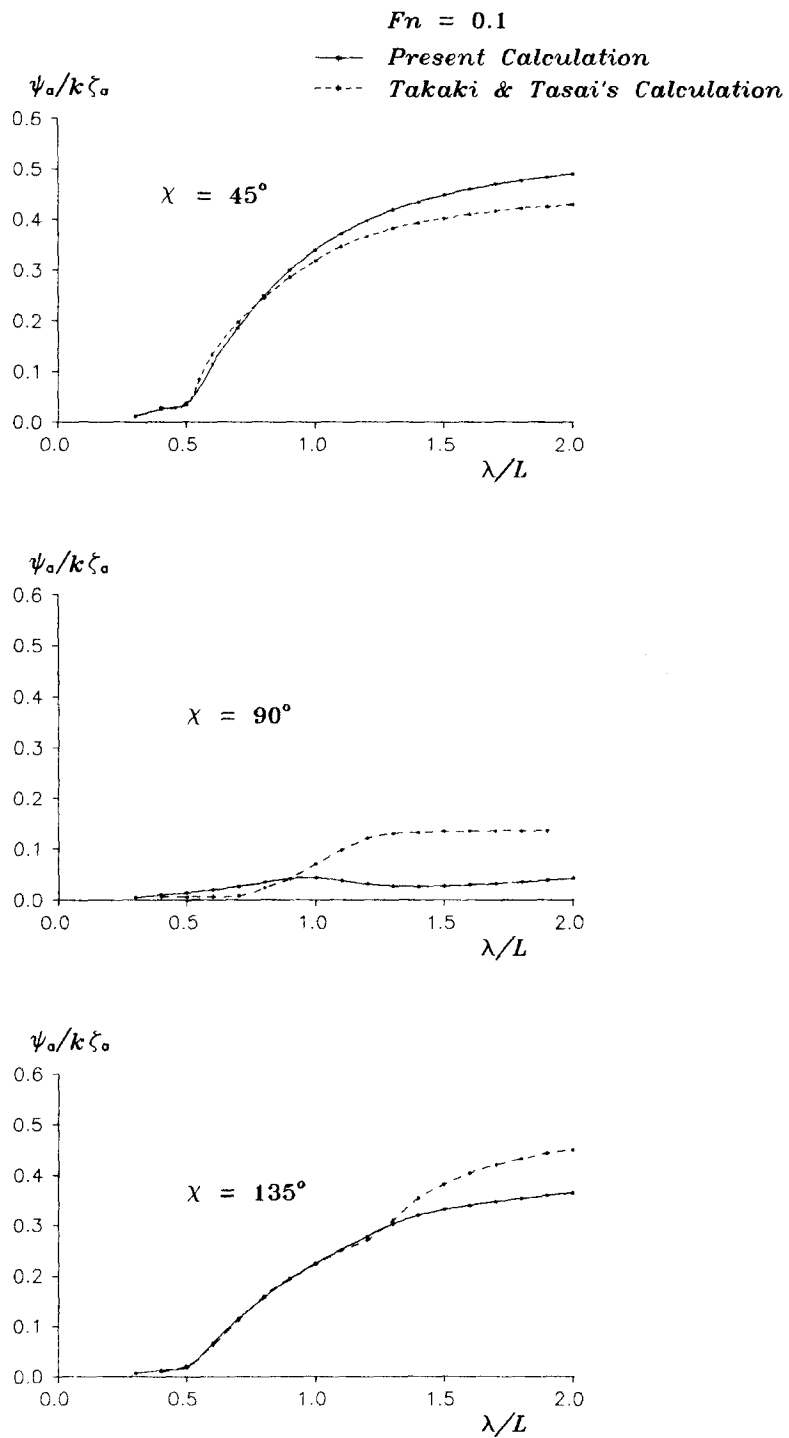 Fn = 0.1
Present Calculation
Takaki & Tasai's Calculation
ψₐ/kζₐ
0.6
0.5
χ = 45°
0.4
0.3
0.2
0.1
0.0
0.0 0.5 1.0 1.5 2.0
λ/L
ψₐ/kζₐ
0.6
0.5
0.4
χ = 90°
0.3
0.2
0.1
0.0
0.0 0.5 1.0 1.5 2.0
λ/L
ψₐ/kζₐ
0.6
0.5
0.4
χ = 135°
0.3
0.2
0.1
0.0
0.0 0.5 1.0 1.5 2.0
λ/L